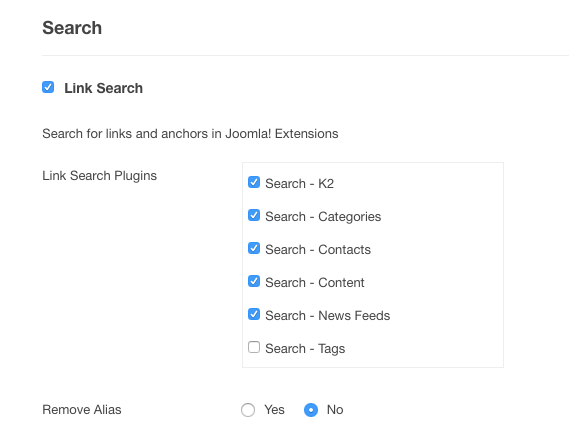 Search
Link Search
Search for links and anchors in Joomla! Extensions
Link Search Plugins
Search - K2
Search - Categories
Search - Contacts
Search - Content
Search - News Feeds
Search - Tags
Remove Alias Yes No